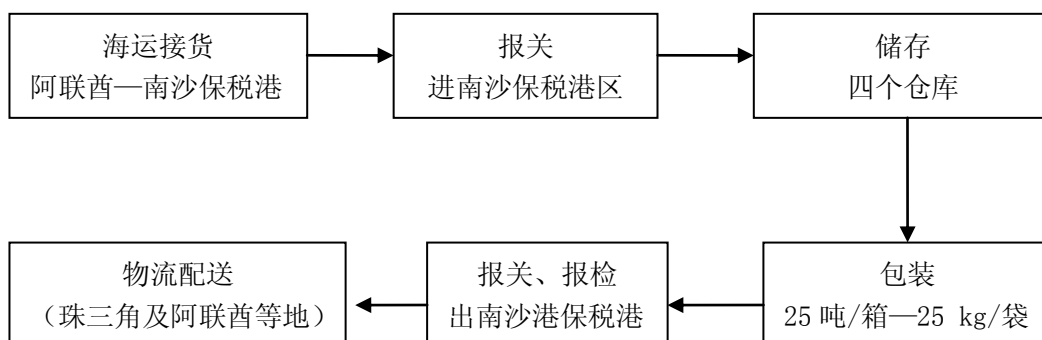 海运接货
阿联酋—南沙保税港
报关
进南沙保税港区
储存
四个仓库
包装
25吨/箱—25 kg/袋
报关、报检
出南沙港保税港
物流配送
（珠三角及阿联酋等地）